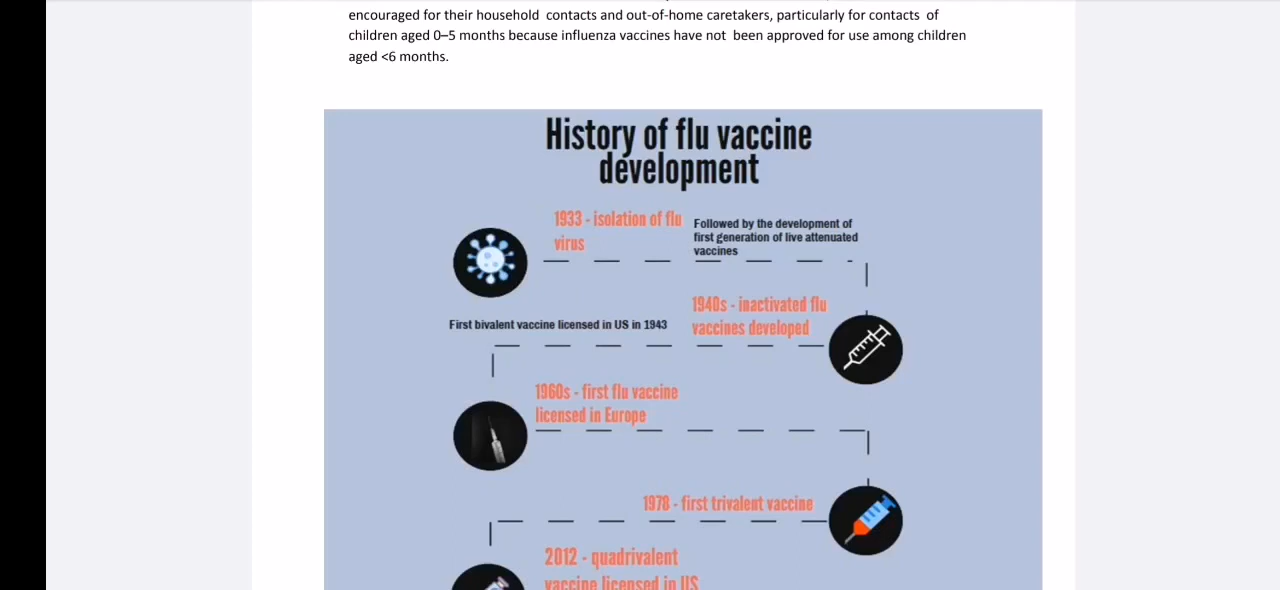 encouraged for their household contacts and out-of-home caretakers, particularly for contacts of
children aged 0–5 months because influenza vaccines have not been approved for use among children
aged <6 months.
History of flu vaccine
development
1933 - isolation of flu
virus
Followed by the development of
first generation of live attenuated
vaccines
1940s - inactivated flu
vaccines developed
First bivalent vaccine licensed in US in 1943
1960s - first flu vaccine
licensed in Europe
1978 - first trivalent vaccine
2012 - quadrivalent
vaccine licensed in US